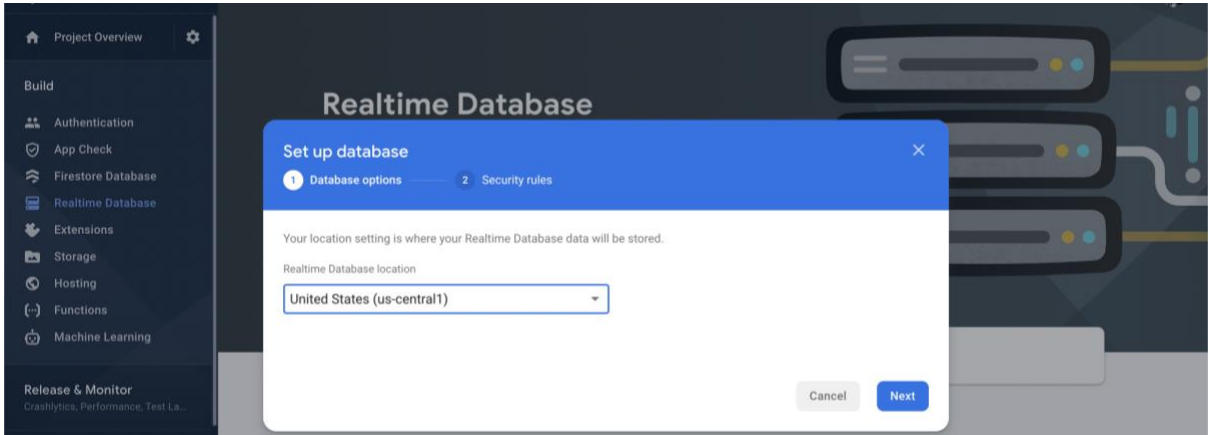 Project Overview
Build
Authentication
App Check
Firestore Database
Realtime Database
Extensions
Storage
Hosting
Functions
Machine Learning
Release & Monitor
Crashlytics, Performance, Test La...
Realtime Database
Set up database
1 Database options
2 Security rules
Your location setting is where your Realtime Database data will be stored.
Realtime Database location
United States (us-central1)
Cancel
Next